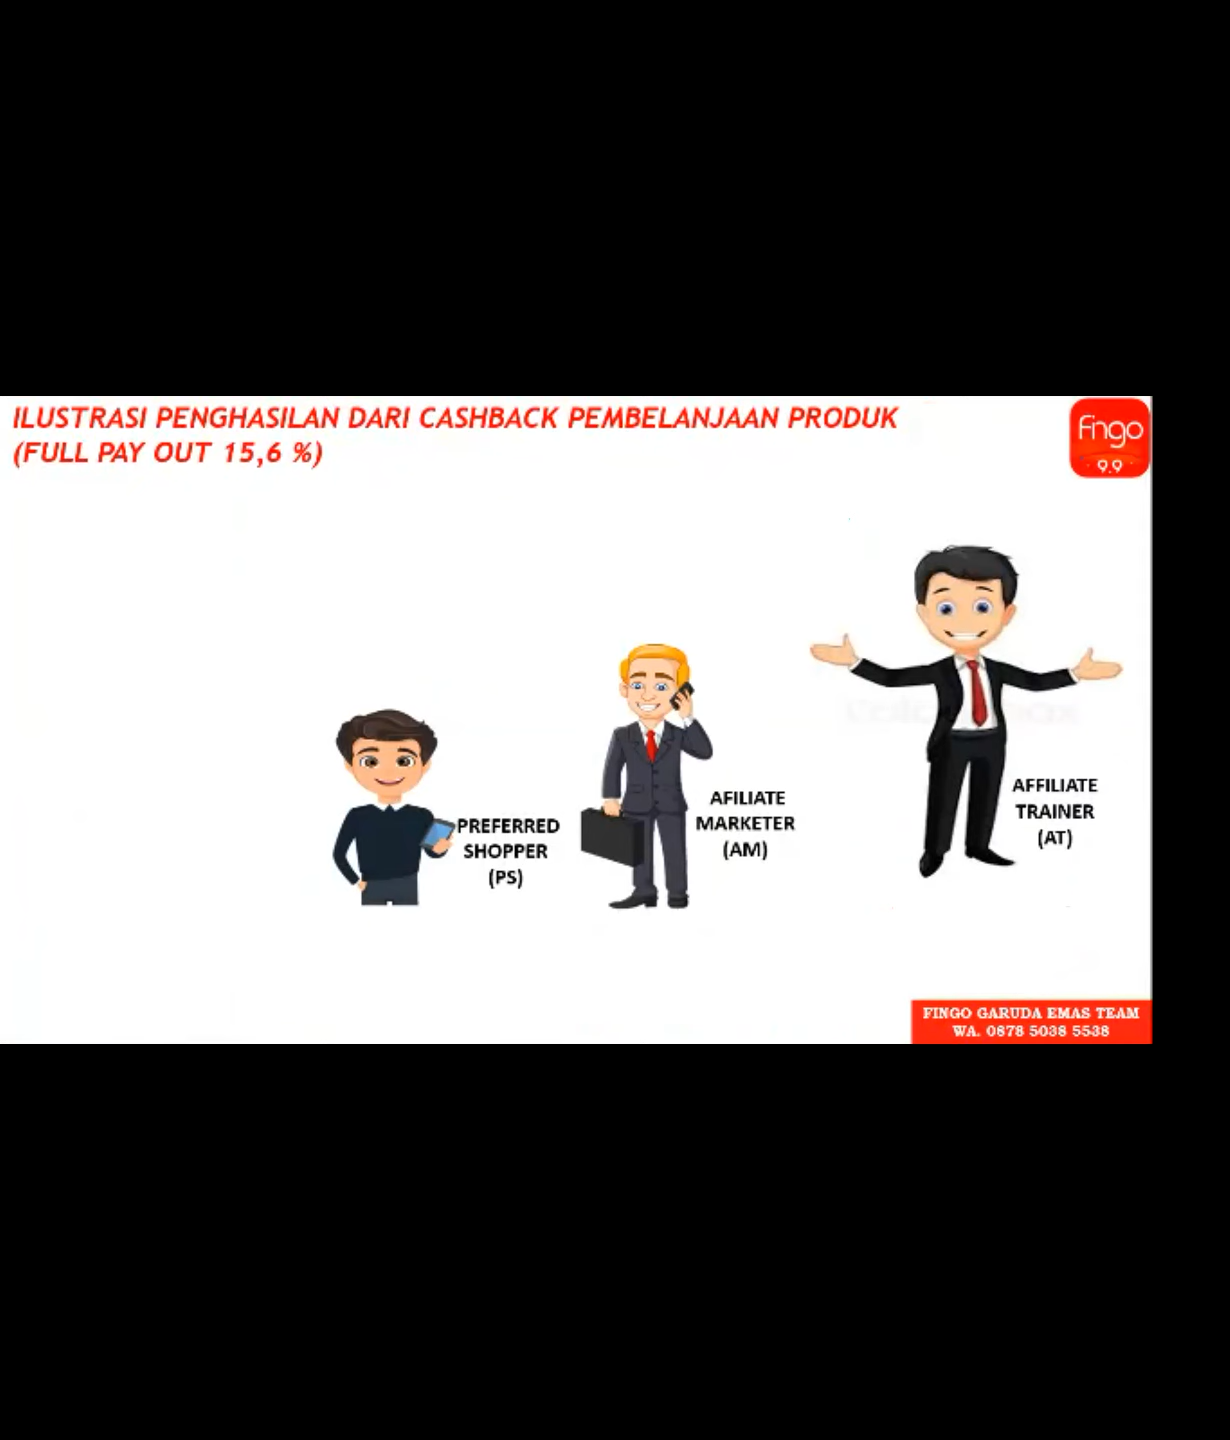 ILUSTRASI PENGHASILAN DARI CASHBACK PEMBELANJAAN PRODUK
(FULL PAY OUT 15,6 %)
fingo
9.9
PREFERRED
SHOPPER
(PS)
AFILIATE
MARKETER
(AM)
AFFILIATE
TRAINER
(AT)
FINGO GARUDA EMAS TEAM
WA. 0878 5038 5538